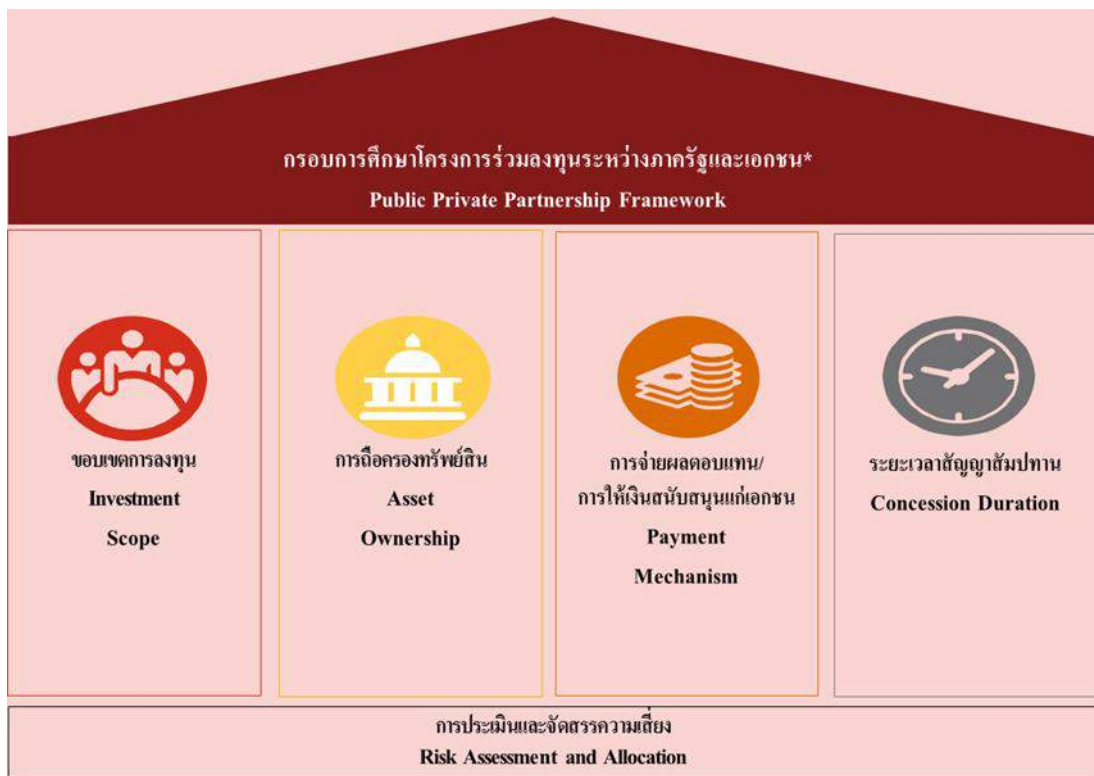 กรอบการศึกษาโครงการร่วมลงทุนระหว่างภาครัฐและเอกชน*
Public Private Partnership Framework
ขอบเขตการลงทุน
Investment
Scope
การถือครองทรัพย์สิน
Asset
Ownership
การจ่ายผลตอบแทน/
การให้เงินสนับสนุนแก่เอกชน
Payment
Mechanism
ระยะเวลาสัญญาสัมปทาน
Concession Duration
การประเมินและจัดสรรความเสี่ยง
Risk Assessment and Allocation